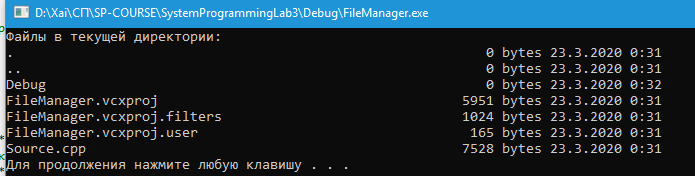 D:\Xai\СП\SP-COURSE\SystemProgrammingLab3\Debug\FileManager.exe
Файлы в текущей директории:
. 0 bytes 23.3.2020 0:31
.. 0 bytes 23.3.2020 0:31
Debug 0 bytes 23.3.2020 0:32
FileManager.vcxproj 5951 bytes 23.3.2020 0:31
FileManager.vcxproj.filters 1024 bytes 23.3.2020 0:31
FileManager.vcxproj.user 165 bytes 23.3.2020 0:31
Source.cpp 7528 bytes 23.3.2020 0:31
Для продолжения нажмите любую клавишу . . .